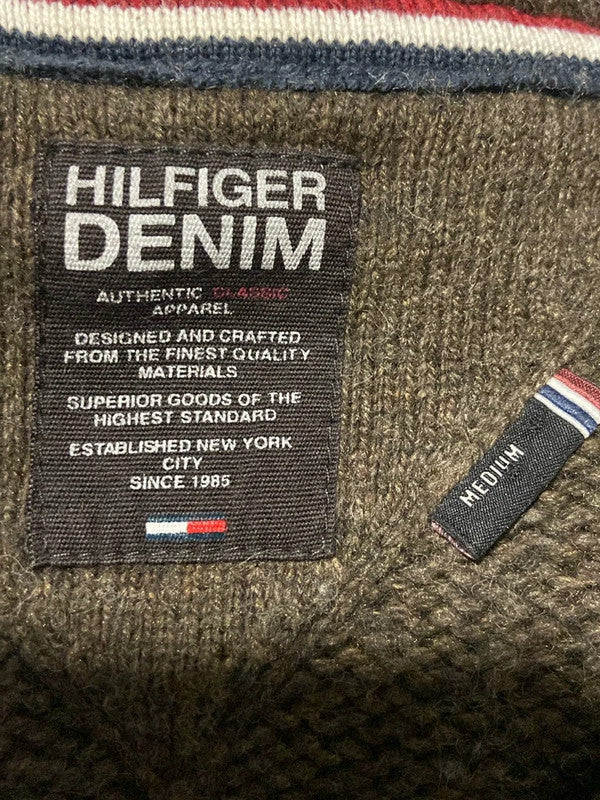 HILFIGER
DENIM
AUTHENTIC CLASSIC
APPAREL
DESIGNED AND CRAFTED
FROM THE FINEST QUALITY
MATERIALS
SUPERIOR GOODS OF THE
HIGHEST STANDARD
ESTABLISHED NEW YORK
CITY
SINCE 1985
MEDIUM